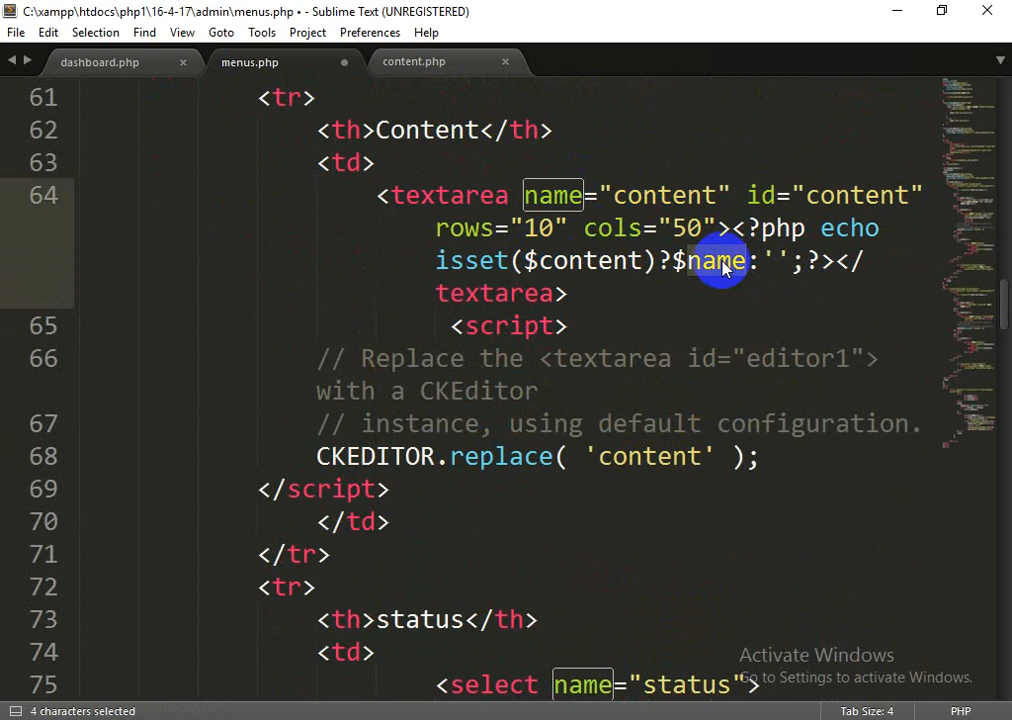 C:\xampp\htdocs\php1\16-4-17\admin\menus.php • - Sublime Text (UNREGISTERED)
File Edit Selection Find View Goto Tools Project Preferences Help
dashboard.php × menus.php content.php ×
61 <tr>
62 <th>Content</th>
63 <td>
64 <textarea name="content" id="content"
rows="10" cols="50"><?php echo
isset($content)?$name:'';?></
textarea>
65 <script>
66 // Replace the <textarea id="editor1">
with a CKEditor
67 // instance, using default configuration.
68 CKEDITOR.replace( 'content' );
69 </script>
70 </td>
71 </tr>
72 <tr>
73 <th>status</th>
74 <td>
75 <select name="status">
Activate Windows
Go to Settings to activate Windows.
4 characters selected Tab Size: 4 PHP